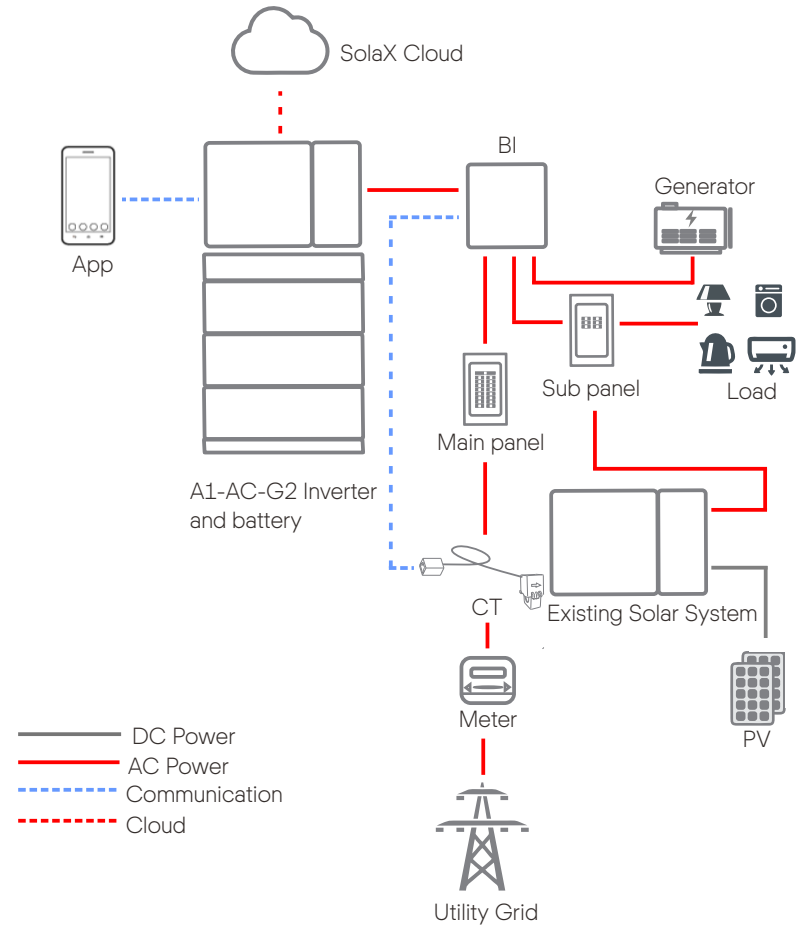 SolaX Cloud
BI
Generator
App
Sub panel
Load
Main panel
A1-AC-G2 Inverter
and battery
CT
Existing Solar System
Meter
PV
DC Power
AC Power
Communication
Cloud
Utility Grid